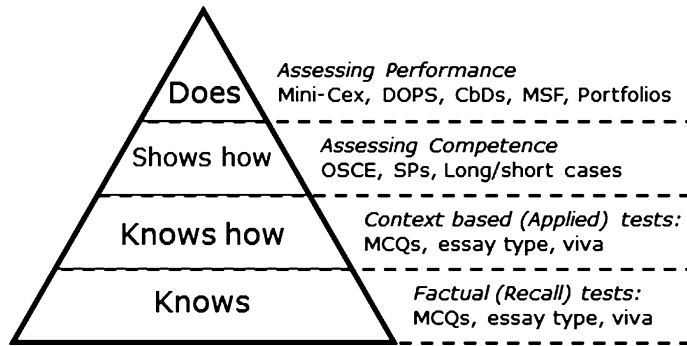 Does
Assessing Performance
Mini-Cex, DOPS, CbDs, MSF, Portfolios
Shows how
Assessing Competence
OSCE, SPs, Long/short cases
Knows how
Context based (Applied) tests:
MCQs, essay type, viva
Knows
Factual (Recall) tests:
MCQs, essay type, viva